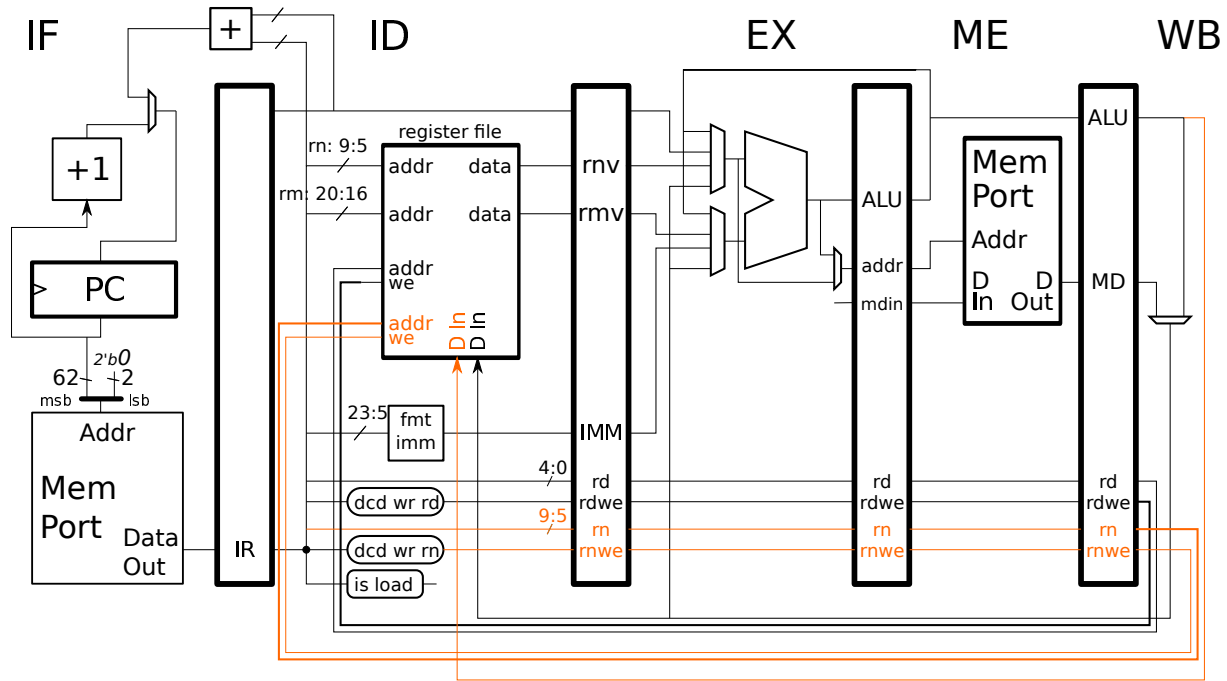 IF
ID
EX
ME
WB
+
+1
PC
2'b0
62
2
msb
lsb
Addr
Mem
Port
Data
Out
IR
rn: 9:5
rm: 20:16
register file
addr
data
addr
data
addr
we
addr
we
D In
D In
23:5
fmt
imm
4:0
dcd wr rd
9:5
dcd wr rn
is load
rnv
rmv
IMM
rd
rdwe
rn
rnwe
ALU
addr
mdin
rd
rdwe
rn
rnwe
Mem
Port
Addr
D
In
D
Out
ALU
MD
rd
rdwe
rn
rnwe